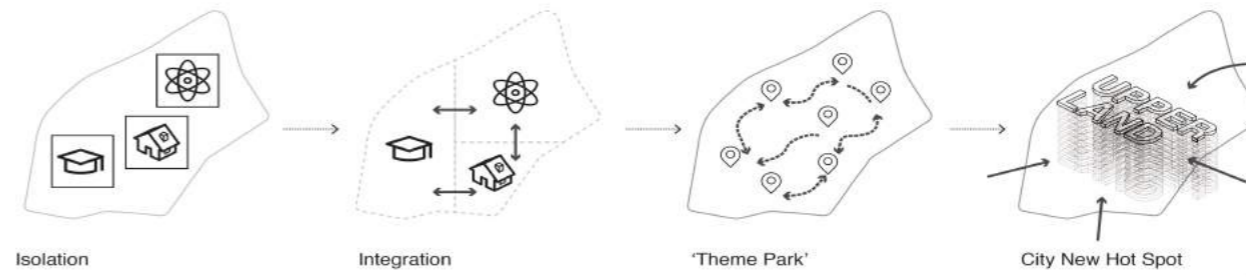 UPPER
LAND
Isolation
Integration
'Theme Park'
City New Hot Spot